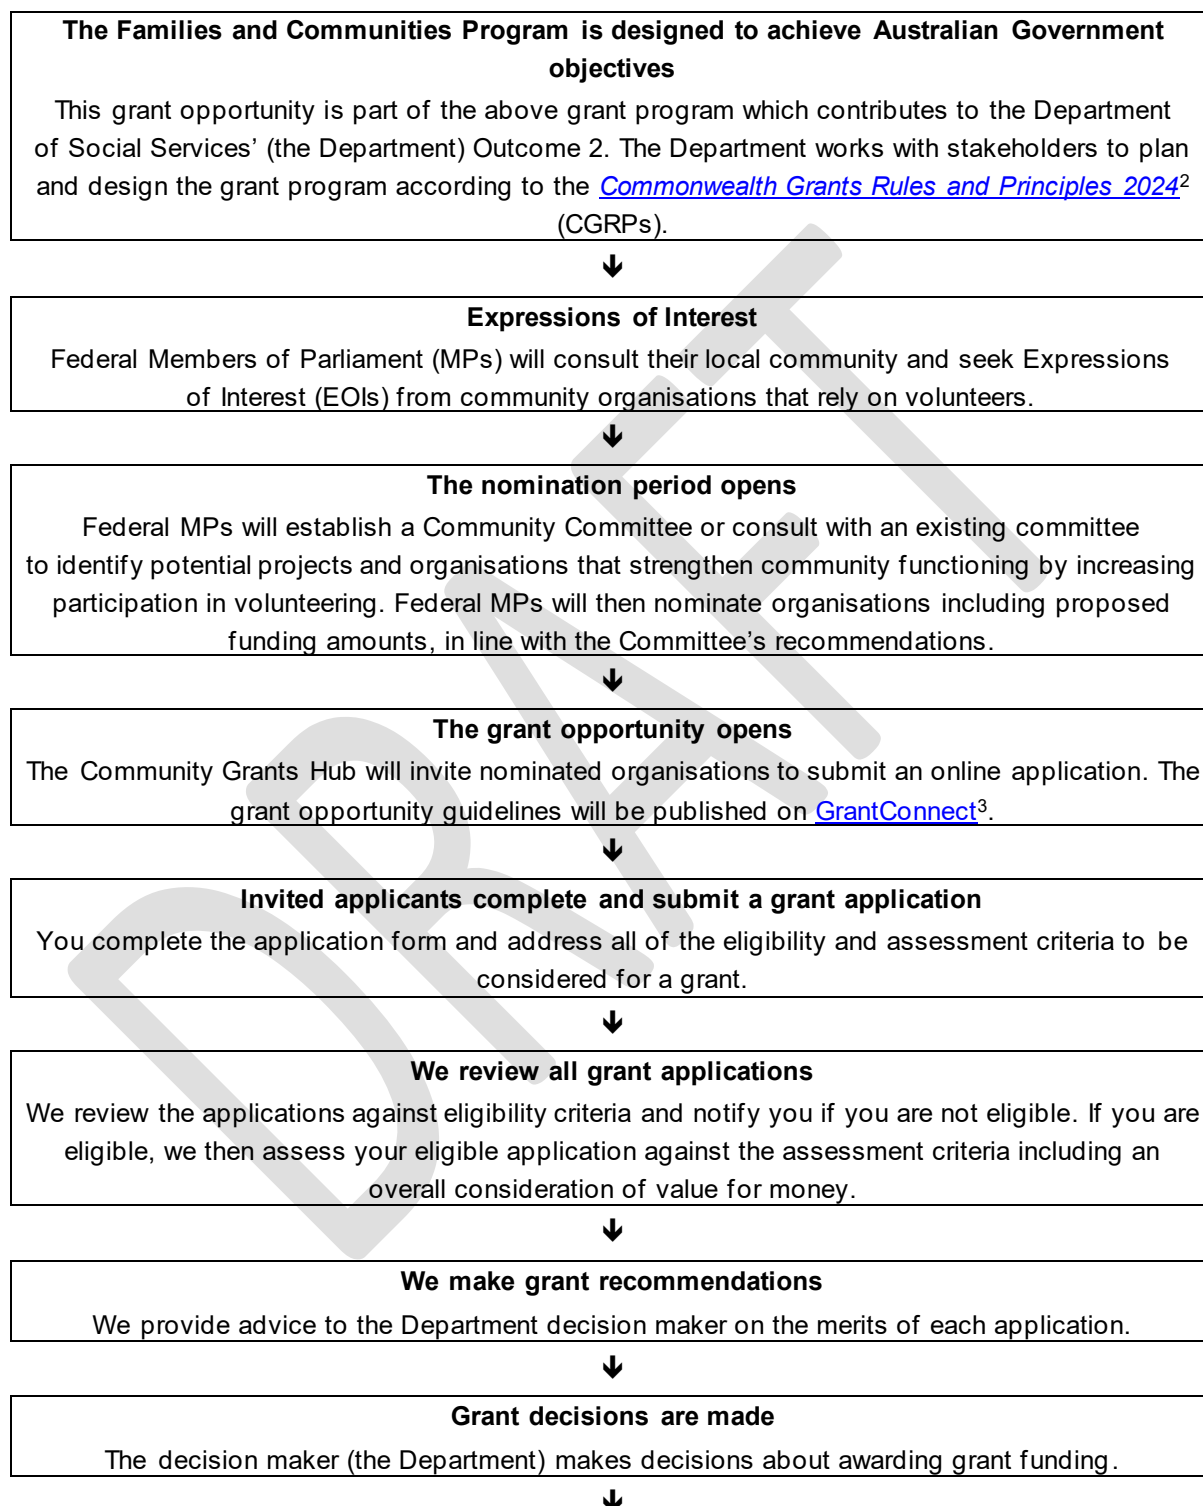 The Families and Communities Program is designed to achieve Australian Government
objectives
This grant opportunity is part of the above grant program which contributes to the Department
of Social Services’ (the Department) Outcome 2. The Department works with stakeholders to plan
and design the grant program according to the Commonwealth Grants Rules and Principles 2024²
(CGRPs).
🡻
Expressions of Interest
Federal Members of Parliament (MPs) will consult their local community and seek Expressions
of Interest (EOIs) from community organisations that rely on volunteers.
🡻
The nomination period opens
Federal MPs will establish a Community Committee or consult with an existing committee
to identify potential projects and organisations that strengthen community functioning by increasing
participation in volunteering. Federal MPs will then nominate organisations including proposed
funding amounts, in line with the Committee’s recommendations.
🡻
The grant opportunity opens
The Community Grants Hub will invite nominated organisations to submit an online application. The
grant opportunity guidelines will be published on GrantConnect³.
🡻
Invited applicants complete and submit a grant application
You complete the application form and address all of the eligibility and assessment criteria to be
considered for a grant.
🡻
We review all grant applications
We review the applications against eligibility criteria and notify you if you are not eligible. If you are
eligible, we then assess your eligible application against the assessment criteria including an
overall consideration of value for money.
🡻
We make grant recommendations
We provide advice to the Department decision maker on the merits of each application.
🡻
Grant decisions are made
The decision maker (the Department) makes decisions about awarding grant funding.
🡻
DRAFT